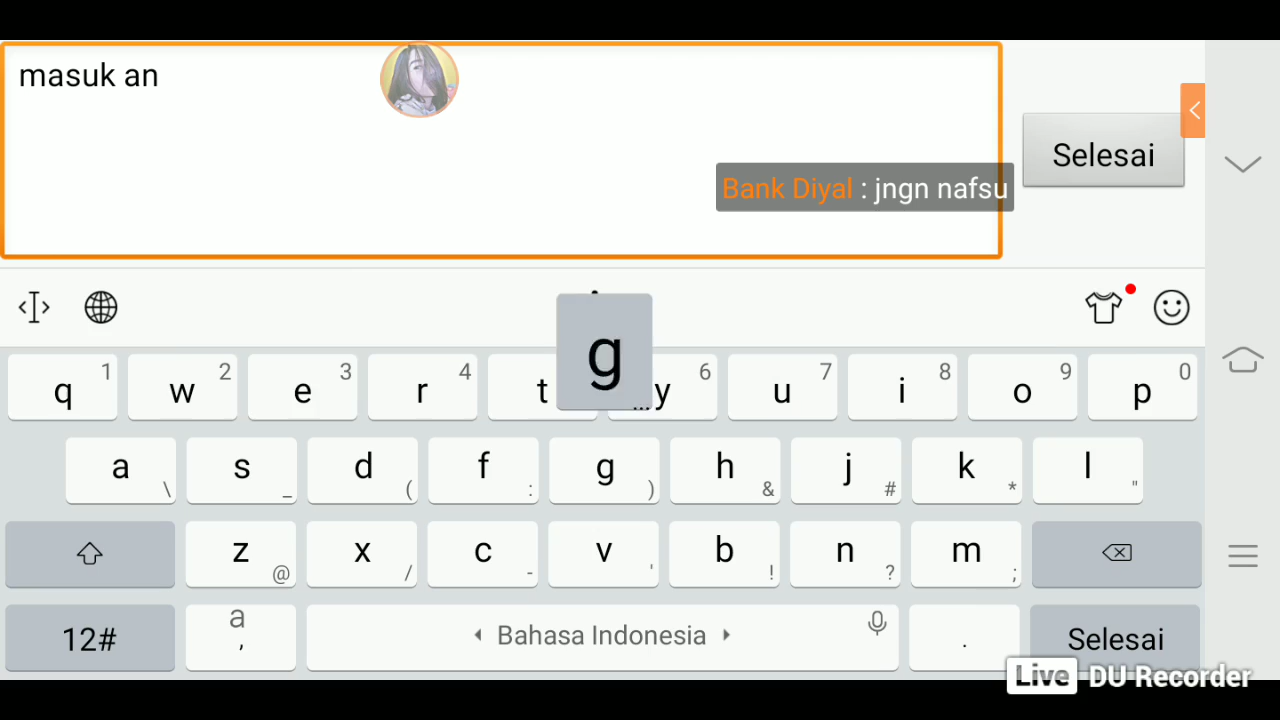 masuk an
Selesai
Bank Diyal : jngn nafsu
g
q 1 w 2 e 3 r 4 t y 6 u 7 i 8 o 9 p 0
a \ s _ d ( f : g ) h & j # k * l "
z @ x / c - v ' b ! n ? m ;
12# a , Bahasa Indonesia . Selesai
Live DU Recorder